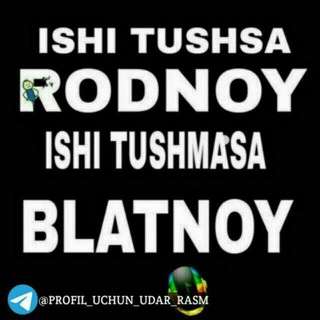 ISHI TUSHSA
RODNOY
ISHI TUSHMASA
BLATNOY
@PROFIL_UCHUN_UDAR_RASM